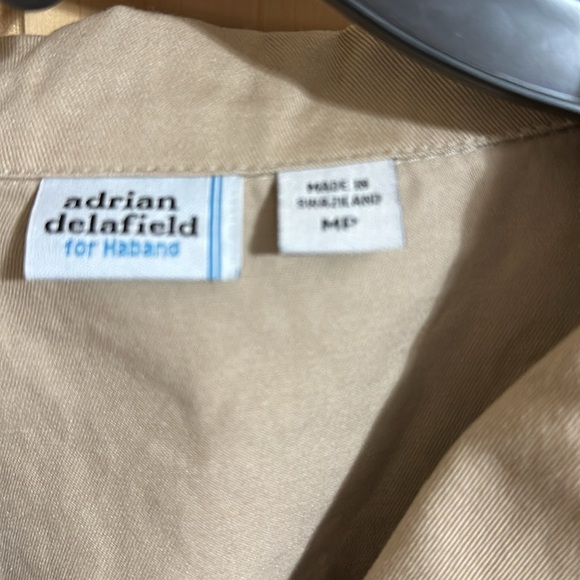 adrian
delafield
for Haband
MADE IN
SWAZILAND
MP